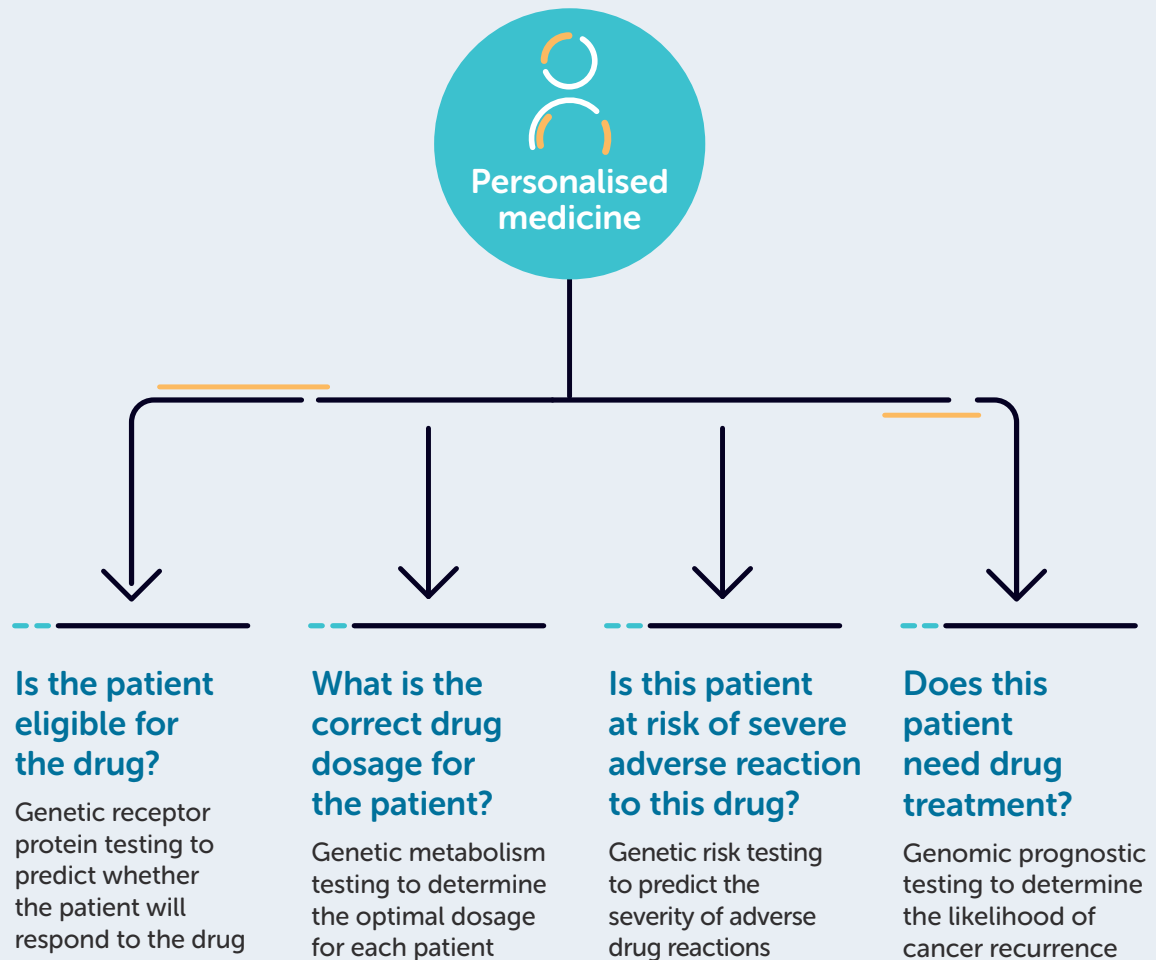 Personalised
medicine
Is the patient
eligible for
the drug?
Genetic receptor
protein testing to
predict whether
the patient will
respond to the drug
What is the
correct drug
dosage for
the patient?
Genetic metabolism
testing to determine
the optimal dosage
for each patient
Is this patient
at risk of severe
adverse reaction
to this drug?
Genetic risk testing
to predict the
severity of adverse
drug reactions
Does this
patient
need drug
treatment?
Genomic prognostic
testing to determine
the likelihood of
cancer recurrence